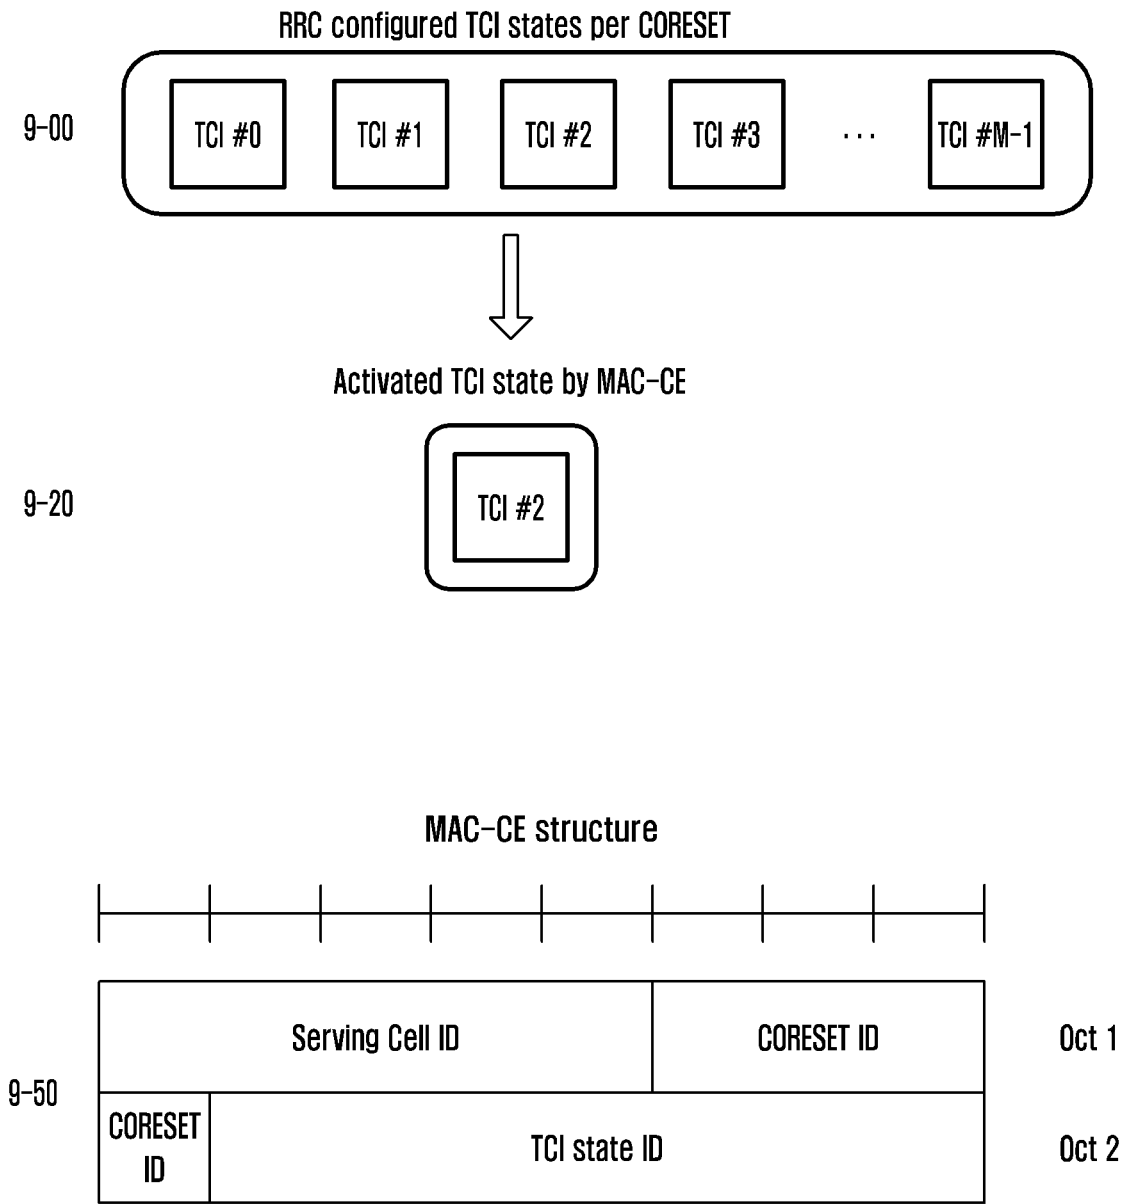 RRC configured TCI states per CORESET
9-00
TCI #0 TCI #1 TCI #2 TCI #3 ... TCI #M-1
Activated TCI state by MAC-CE
9-20
TCI #2
MAC-CE structure
Serving Cell ID CORESET ID Oct 1
9-50
CORESET
ID
TCI state ID Oct 2